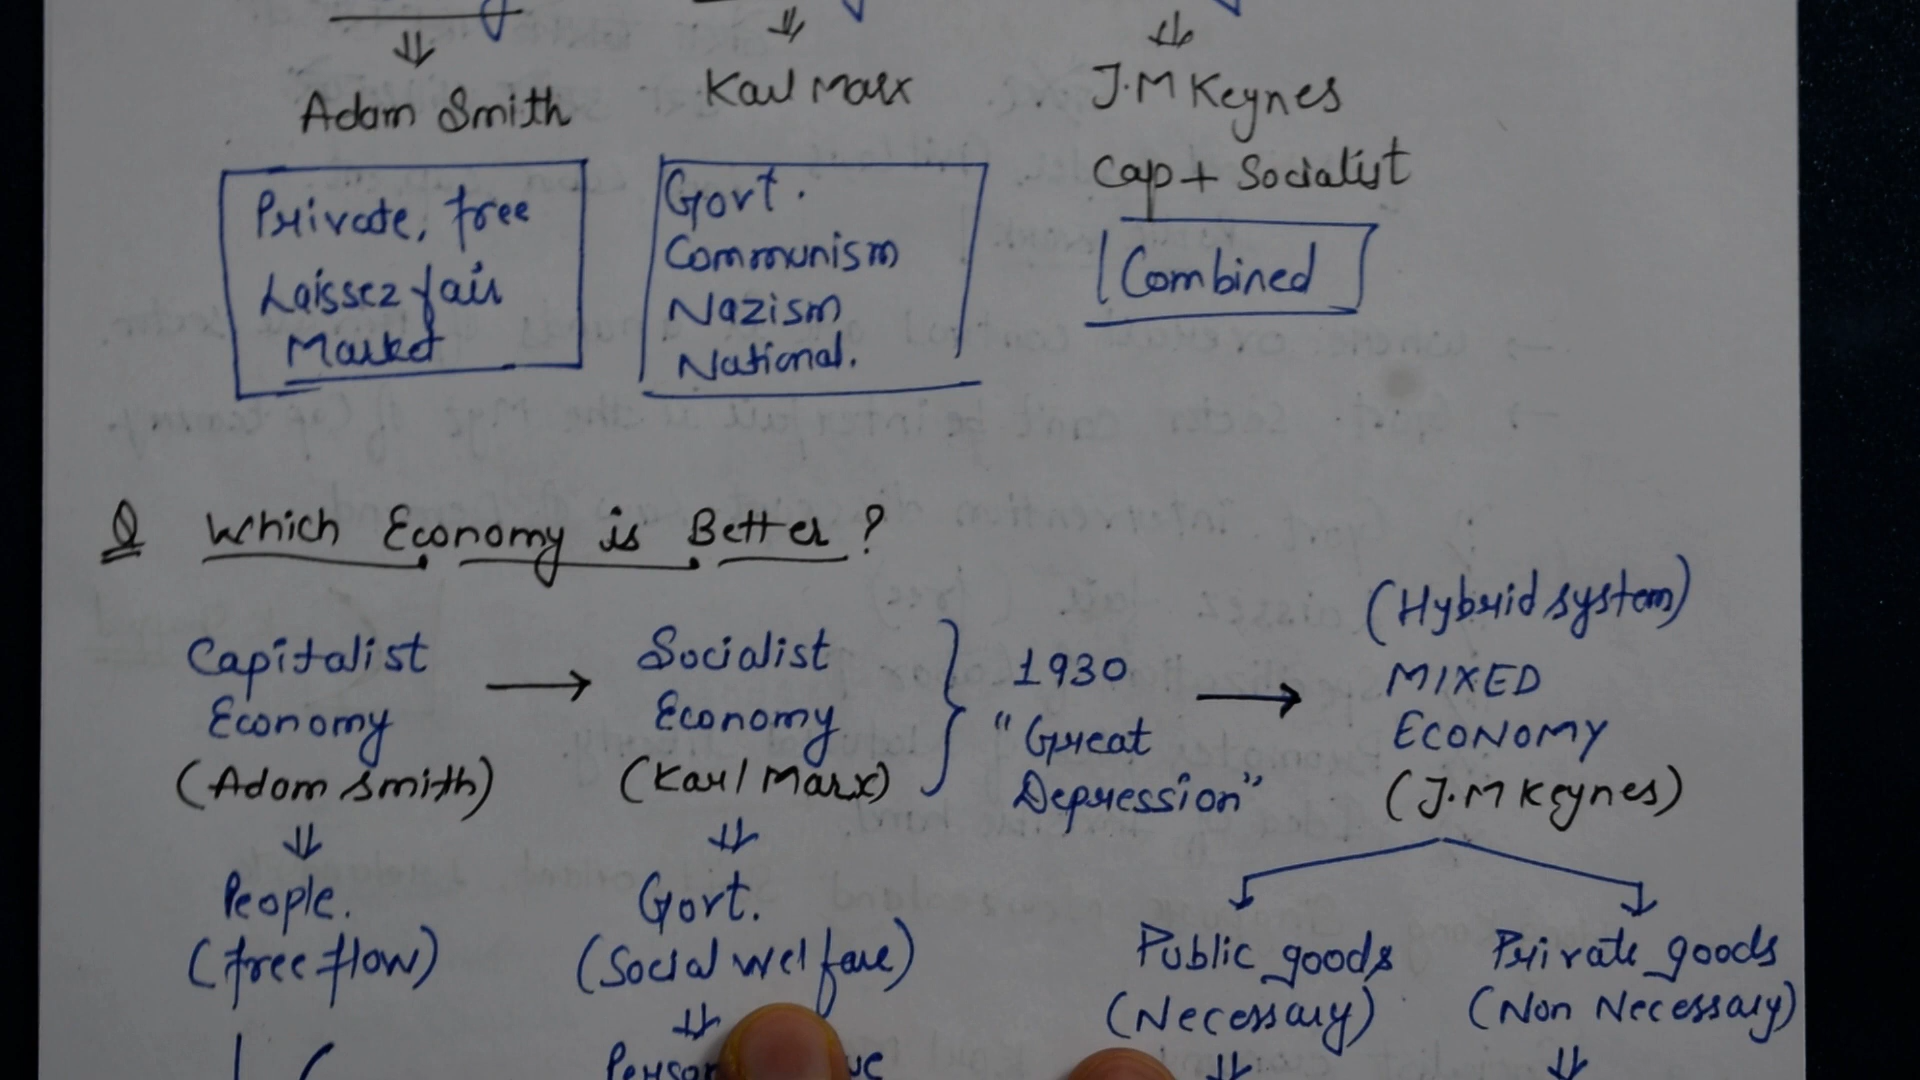 Adam Smith
Private, free
Laissez fair
Market
Karl Marx
Govt.
Communism
Nazism
National.
J.M Keynes
Cap + Socialist
Combined
Q Which Economy is Better?
Capitalist
Economy
(Adam Smith)
People.
(free flow)
Socialist
Economy
(Karl Marx)
Govt.
(Social welfare)
1930
"Great
Depression"
(Hybrid system)
MIXED
ECONOMY
(J.M Keynes)
Public goods
(Necessary)
Private goods
(Non Necessary)